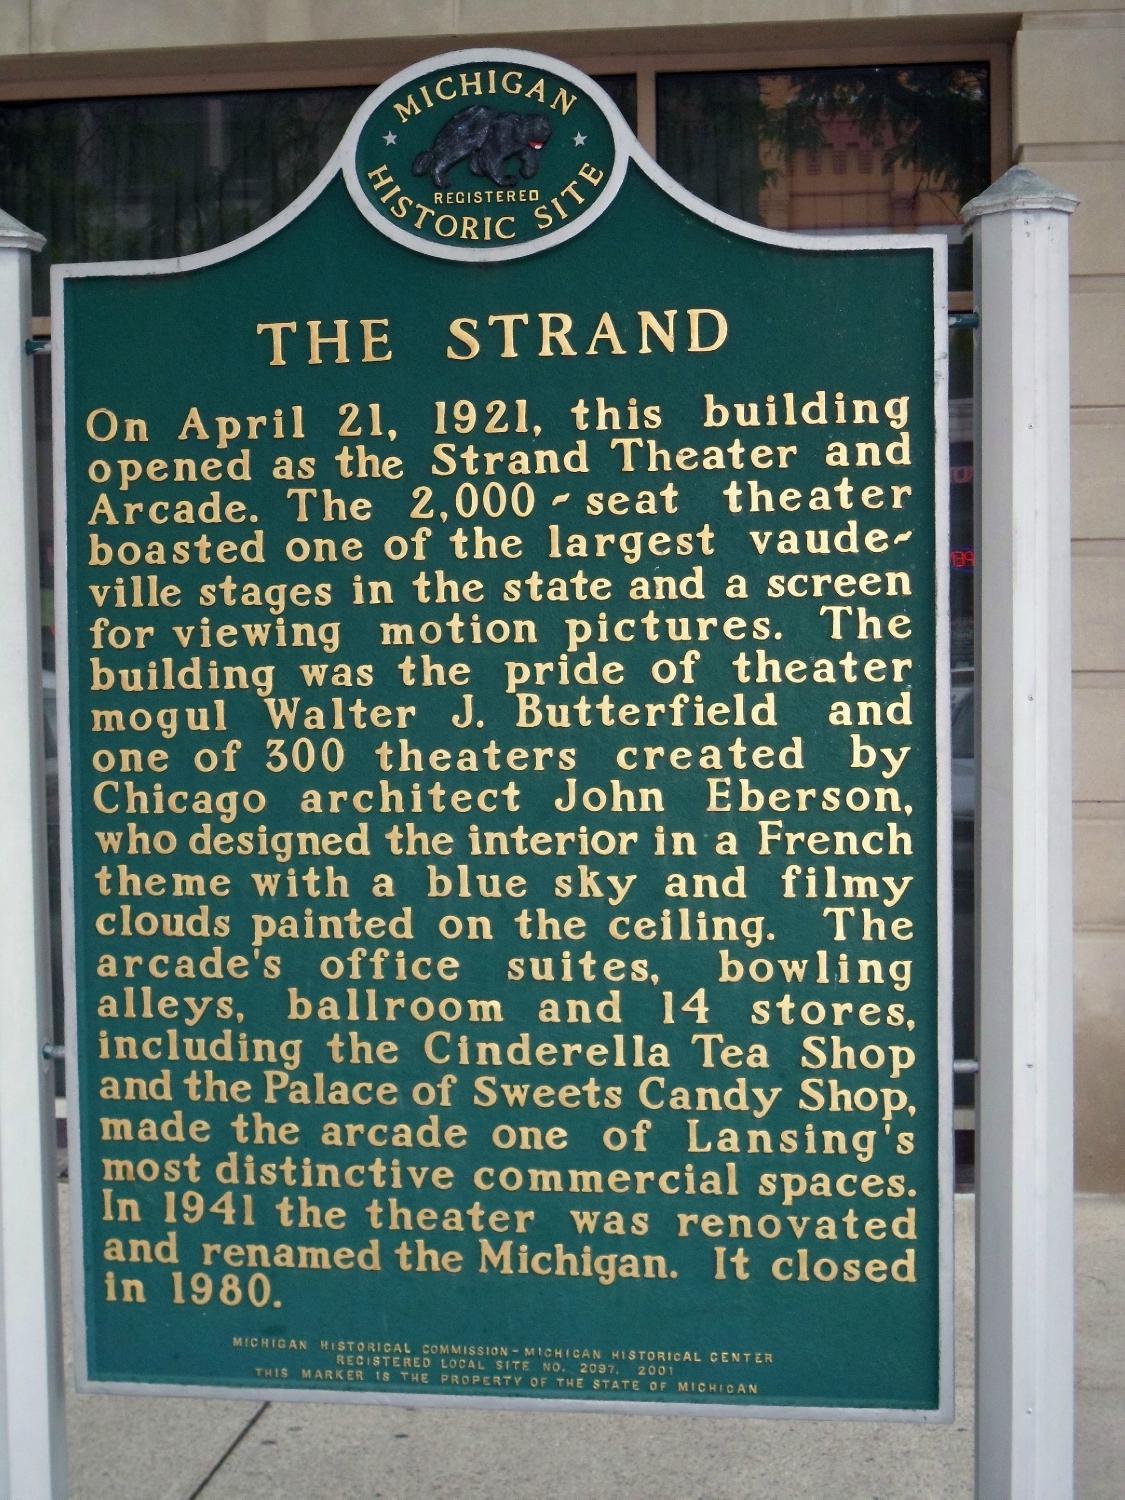 MICHIGAN
REGISTERED
HISTORIC SITE
THE STRAND
On April 21, 1921, this building
opened as the Strand Theater and
Arcade. The 2,000-seat theater
boasted one of the largest vaude-
ville stages in the state and a screen
for viewing motion pictures. The
building was the pride of theater
mogul Walter J. Butterfield and
one of 300 theaters created by
Chicago architect John Eberson,
who designed the interior in a French
theme with a blue sky and filmy
clouds painted on the ceiling. The
arcade's office suites, bowling
alleys, ballroom and 14 stores,
including the Cinderella Tea Shop
and the Palace of Sweets Candy Shop,
made the arcade one of Lansing's
most distinctive commercial spaces.
In 1941 the theater was renovated
and renamed the Michigan. It closed
in 1980.
MICHIGAN HISTORICAL COMMISSION-MICHIGAN HISTORICAL CENTER
REGISTERED LOCAL SITE NO. 2097, 2001
THIS MARKER IS THE PROPERTY OF THE STATE OF MICHIGAN